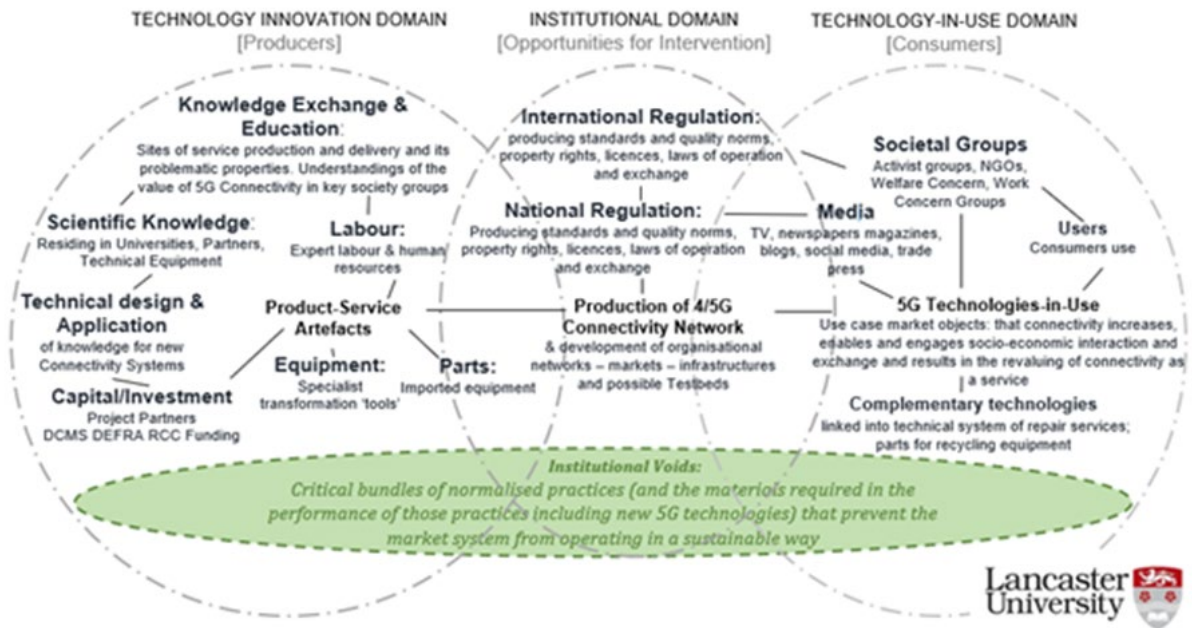 TECHNOLOGY INNOVATION DOMAIN
[Producers]
INSTITUTIONAL DOMAIN
[Opportunities for Intervention]
TECHNOLOGY-IN-USE DOMAIN
[Consumers]
Knowledge Exchange &
Education:
Sites of service production and delivery and its
problematic properties. Understandings of the
value of 5G Connectivity in key society groups
Scientific Knowledge:
Residing in Universities, Partners,
Technical Equipment
Labour:
Expert labour & human
resources
Technical design &
Application
of knowledge for new
Connectivity Systems
Product-Service
Artefacts
Equipment:
Specialist
transformation 'tools'
Parts:
Imported equipment
Capital/Investment
Project Partners
DCMS DEFRA RCC Funding
International Regulation:
producing standards and quality norms,
property rights, licences, laws of operation
and exchange
National Regulation:
Producing standards and quality norms,
property rights, licences, laws of operation
and exchange
Production of 4/5G
Connectivity Network
& development of organisational
networks – markets – infrastructures
and possible Testbeds
Societal Groups
Activist groups, NGOs,
Welfare Concern, Work
Concern Groups
Media
TV, newspapers magazines,
blogs, social media, trade
press
Users
Consumers use
5G Technologies-in-Use
Use case market objects: that connectivity increases,
enables and engages socio-economic interaction and
exchange and results in the revaluing of connectivity as
a service
Complementary technologies
linked into technical system of repair services;
parts for recycling equipment
Institutional Voids:
Critical bundles of normalised practices (and the materials required in the
performance of those practices including new 5G technologies) that prevent the
market system from operating in a sustainable way
Lancaster
University